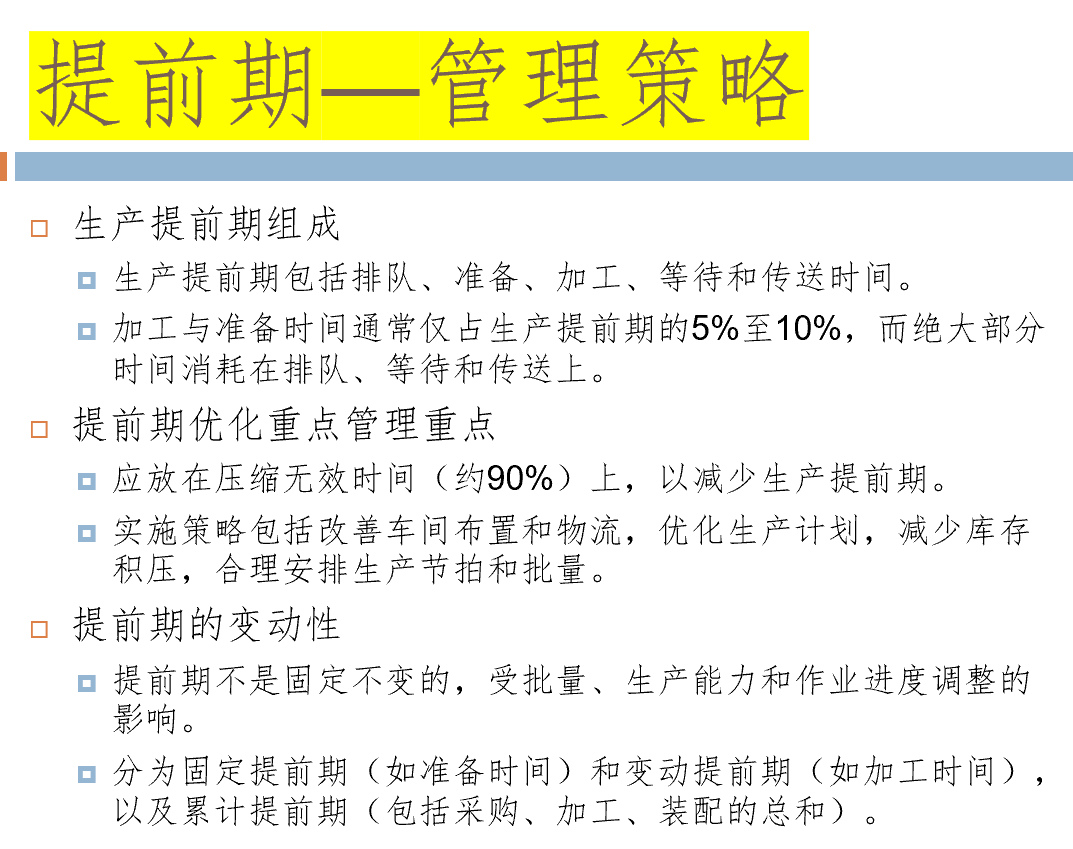 提前期—管理策略
生产提前期组成
生产提前期包括排队、准备、加工、等待和传送时间。
加工与准备时间通常仅占生产提前期的5%至10%，而绝大部分
时间消耗在排队、等待和传送上。
提前期优化重点管理重点
应放在压缩无效时间（约90%）上，以减少生产提前期。
实施策略包括改善车间布置和物流，优化生产计划，减少库存
积压，合理安排生产节拍和批量。
提前期的变动性
提前期不是固定不变的，受批量、生产能力和作业进度调整的
影响。
分为固定提前期（如准备时间）和变动提前期（如加工时间），
以及累计提前期（包括采购、加工、装配的总和）。